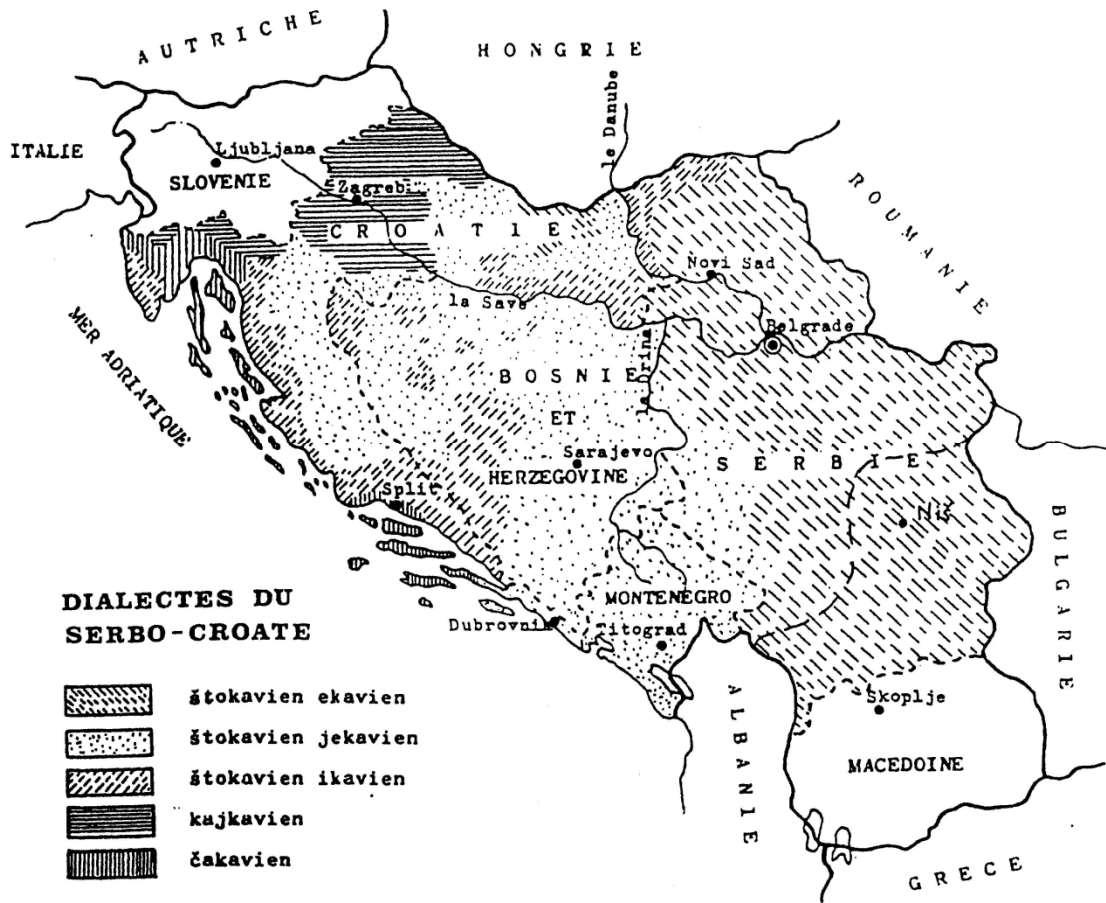 AUTRICHE
HONGRIE
le Danube
ITALIE
Ljubljana
SLOVENIE
Zagreb
CROATIE
ROUMANIE
Novi Sad
la Save
la Drina
Belgrade
MER ADRIATIQUE
BOSNIE
ET
HERZEGOVINE
Sarajevo
SERBIE
Split
Niš
BULGARIE
MONTENEGRO
Dubrovnik
Titograd
ALBANIE
Skoplje
MACEDOINE
GRECE
DIALECTES DU
SERBO-CROATE
štokavien ekavien
štokavien jekavien
štokavien ikavien
kajkavien
čakavien